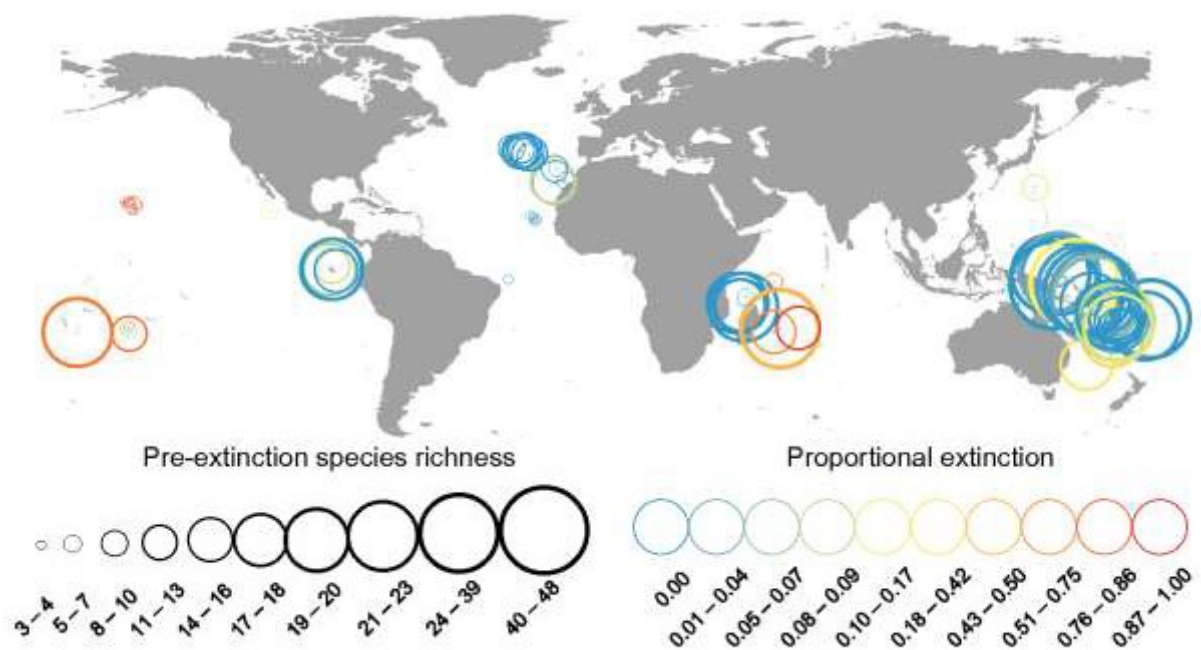 Pre-extinction species richness
3 – 4
5 – 7
8 – 10
11 – 13
14 – 16
17 – 18
19 – 20
21 – 23
24 – 39
40 – 48
Proportional extinction
0.00
0.01 – 0.04
0.05 – 0.07
0.08 – 0.09
0.10 – 0.17
0.18 – 0.42
0.43 – 0.50
0.51 – 0.75
0.76 – 0.86
0.87 – 1.00